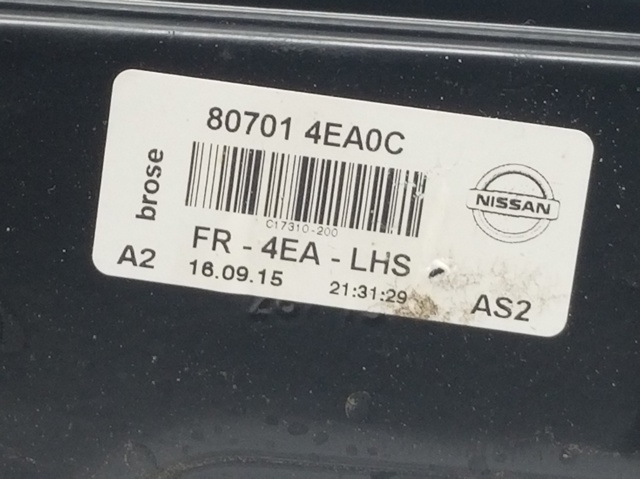 80701 4EA0C
brose
C17310-200
NISSAN
FR - 4EA - LHS
A2
16.09.15 21:31:29
AS2